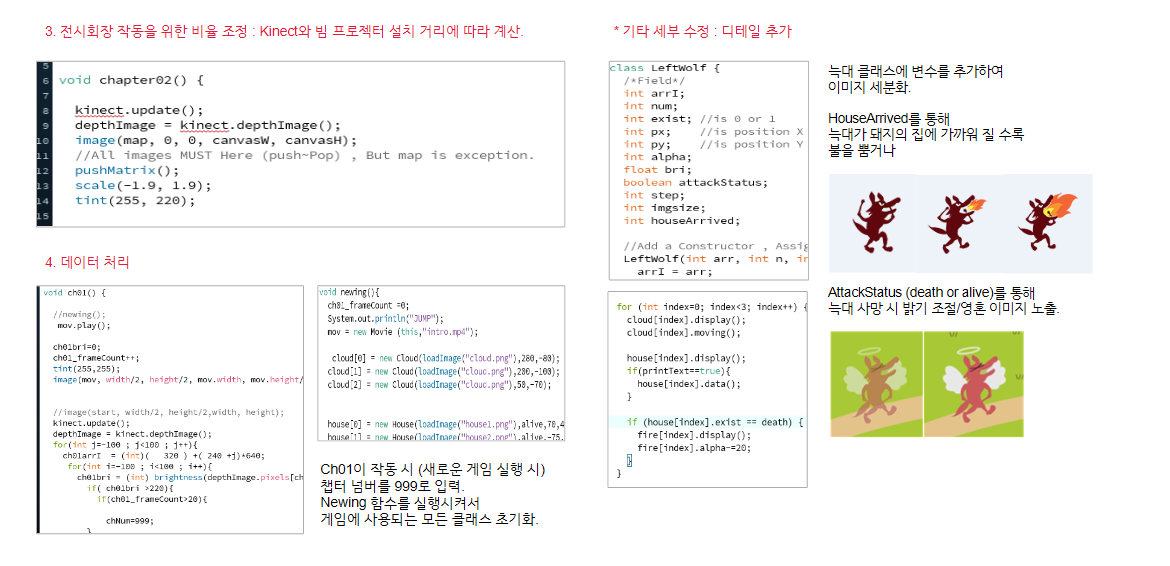 3. 전시회장 작동을 위한 비율 조정 : Kinect와 빔 프로젝터 설치 거리에 따라 계산.
5
6 void chapter02() {
7
8 kinect.update();
9 depthImage = kinect.depthImage();
10 image(map, 0, 0, canvasW, canvasH);
11 //All images MUST Here (push~Pop) , But map is exception.
12 pushMatrix();
13 scale(-1.9, 1.9);
14 tint(255, 220);
15
4. 데이터 처리
void ch01() {
//newing();
mov.play();
ch01bri=0;
ch01_frameCount++;
tint(255,255);
image(mov, width/2, height/2, mov.width, mov.height/
//image(start, width/2, height/2,width, height);
kinect.update();
depthImage = kinect.depthImage();
for(int j=-100 ; j<100 ; j++){
ch01arrI = (int)( 320 ) +( 240 +j)*640;
for(int i=-100 ; i<100 ; i++){
ch01bri = (int) brightness(depthImage.pixels[ch
if( ch01bri >220){
if(ch01_frameCount>20){
chNum=999;
}
void newing(){
ch01_frameCount =0;
System.out.println("JUMP");
mov = new Movie (this,"intro.mp4");
cloud[0] = new Cloud(loadImage("cloud.png"),280,-80);
cloud[1] = new Cloud(loadImage("cloud.png"),200,-100);
cloud[2] = new Cloud(loadImage("cloud.png"),50,-70);
house[0] = new House(loadImage("house1.png"),alive,70,4
house[1] = new House(loadImage("house2.png"),alive,-75,
Ch01이 작동 시 (새로운 게임 실행 시)
챕터 넘버를 999로 입력.
Newing 함수를 실행시켜서
게임에 사용되는 모든 클래스 초기화.
* 기타 세부 수정 : 디테일 추가
class LeftWolf {
/*Field*/
int arrI;
int num;
int exist; //is 0 or 1
int px; //is position X
int py; //is position Y
int alpha;
float bri;
boolean attackStatus;
int step;
int imgsize;
int houseArrived;
//Add a Constructor , Assig
LeftWolf(int arr, int n, in
arrI = arr;
for (int index=0; index<3; index++) {
cloud[index].display();
cloud[index].moving();
house[index].display();
if(printText==true){
house[index].data();
}
if (house[index].exist == death) {
fire[index].display();
fire[index].alpha-=20;
}
}
늑대 클래스에 변수를 추가하여
이미지 세분화.
HouseArrived를 통해
늑대가 돼지의 집에 가까워 질 수록
불을 뿜거나
AttackStatus (death or alive)를 통해
늑대 사망 시 밝기 조절/영혼 이미지 노출.